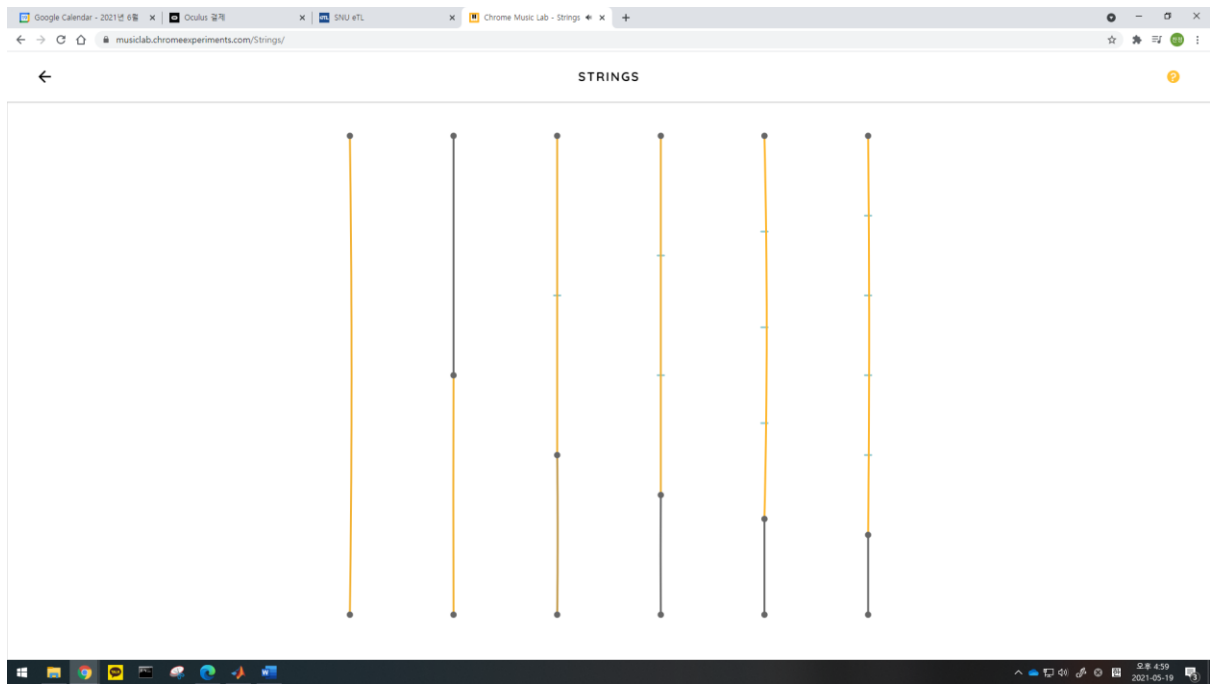 Google Calendar - 2021년 6월
Oculus 결제
SNU eTL
Chrome Music Lab - Strings
musiclab.chromeexperiments.com/Strings/
STRINGS
?
오후 4:59
2021-05-19